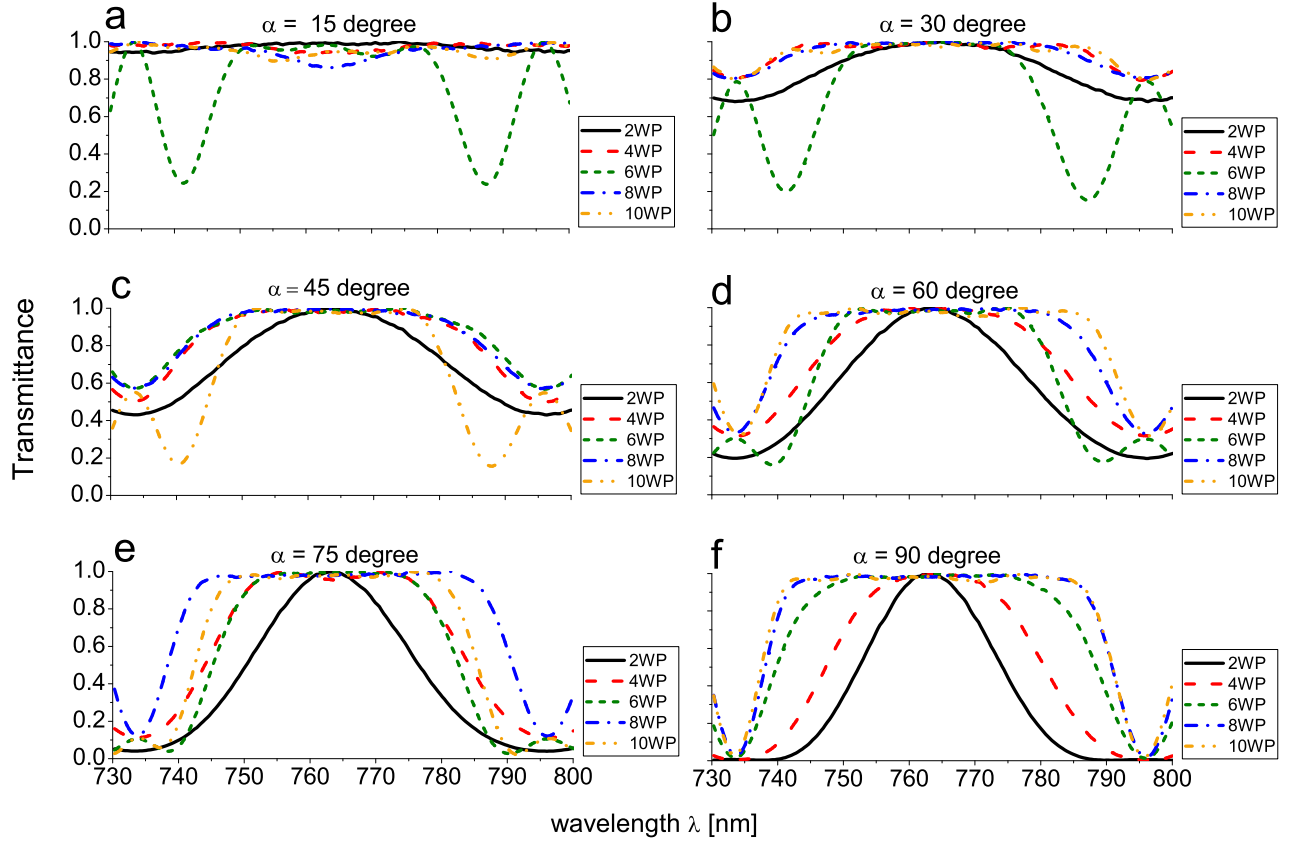 a
α = 15 degree
1.0
0.8
0.6
0.4
0.2
0.0
2WP
4WP
6WP
8WP
10WP
b
α = 30 degree
2WP
4WP
6WP
8WP
10WP
c
α = 45 degree
1.0
0.8
0.6
0.4
0.2
0.0
2WP
4WP
6WP
8WP
10WP
d
α = 60 degree
2WP
4WP
6WP
8WP
10WP
Transmittance
e
α = 75 degree
1.0
0.8
0.6
0.4
0.2
0.0
2WP
4WP
6WP
8WP
10WP
730 740 750 760 770 780 790 800
f
α = 90 degree
2WP
4WP
6WP
8WP
10WP
730 740 750 760 770 780 790 800
wavelength λ [nm]